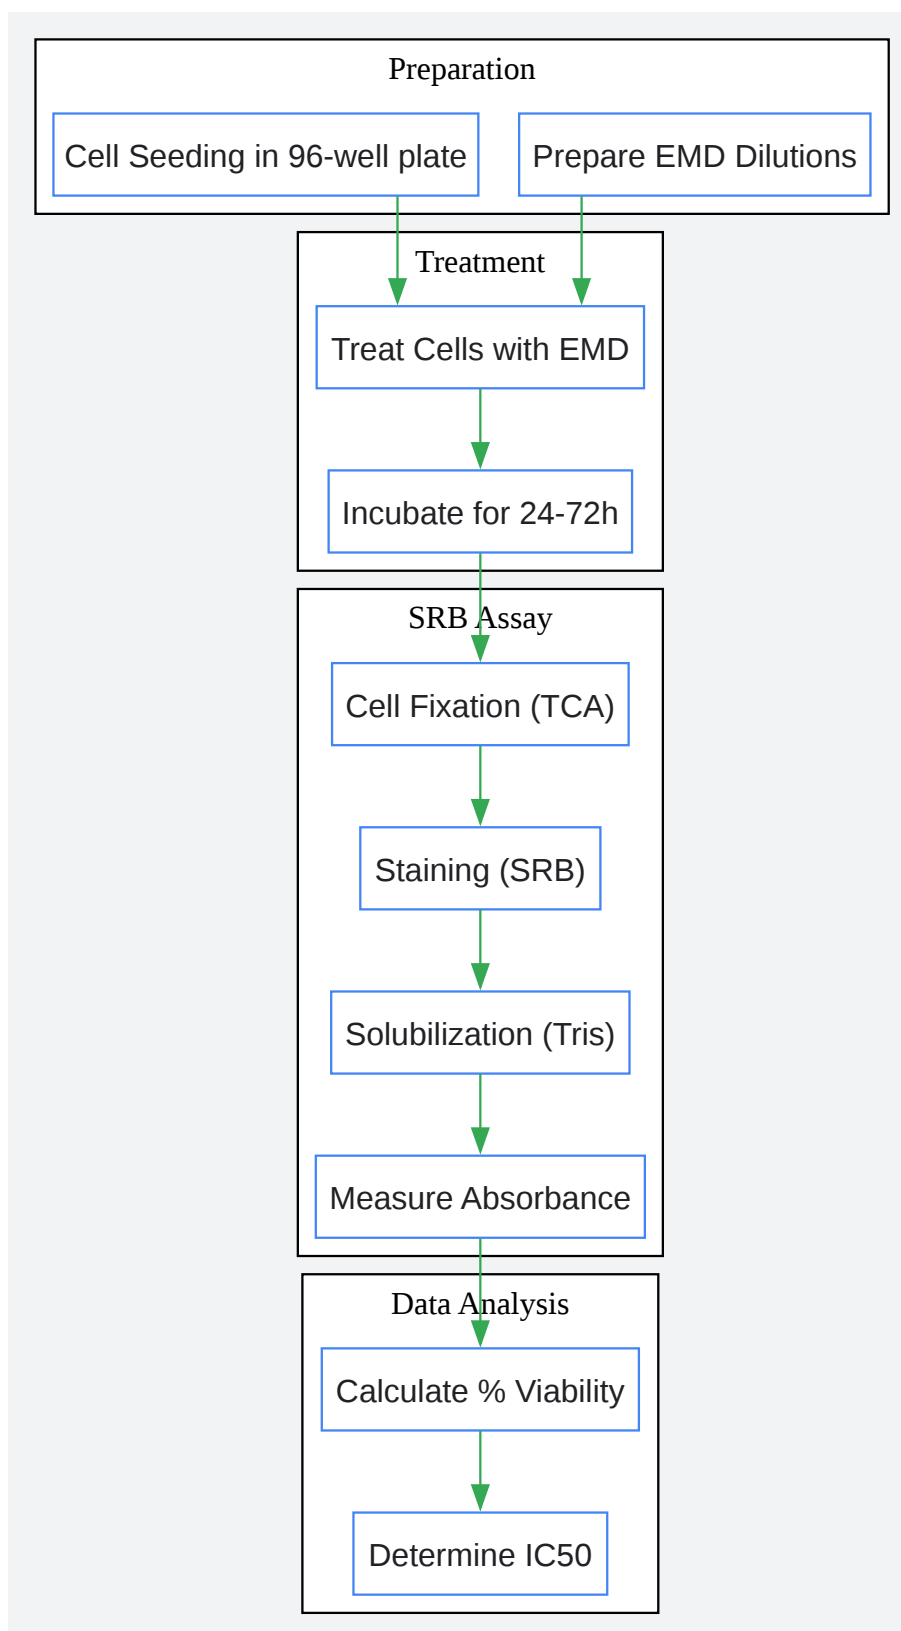 Preparation
Cell Seeding in 96-well plate
Prepare EMD Dilutions
Treatment
Treat Cells with EMD
Incubate for 24-72h
SRB Assay
Cell Fixation (TCA)
Staining (SRB)
Solubilization (Tris)
Measure Absorbance
Data Analysis
Calculate % Viability
Determine IC50